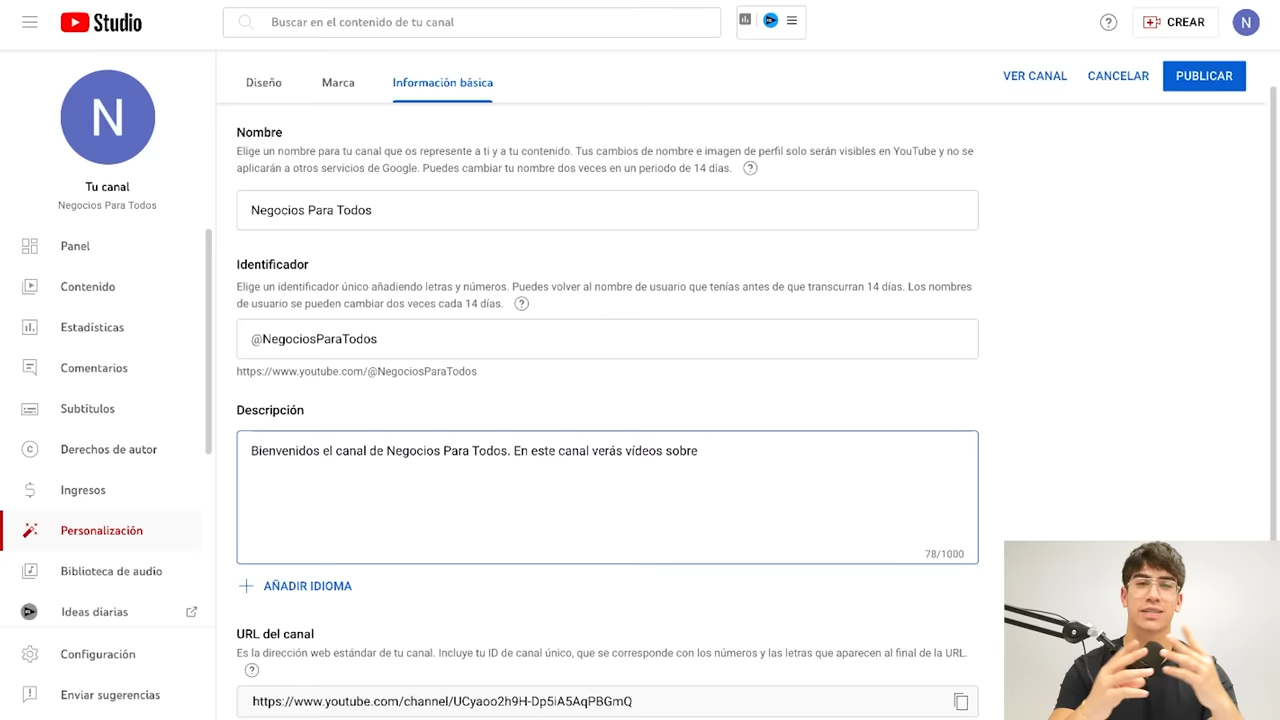 Studio
Buscar en el contenido de tu canal
CREAR
N
N
Tu canal
Negocios Para Todos
Panel
Contenido
Estadísticas
Comentarios
Subtítulos
Derechos de autor
Ingresos
Personalización
Biblioteca de audio
Ideas diarias
Configuración
Enviar sugerencias
Diseño
Marca
Información básica
VER CANAL
CANCELAR
PUBLICAR
Nombre
Elige un nombre para tu canal que os represente a ti y a tu contenido. Tus cambios de nombre e imagen de perfil solo serán visibles en YouTube y no se
aplicarán a otros servicios de Google. Puedes cambiar tu nombre dos veces en un periodo de 14 días.
Negocios Para Todos
Identificador
Elige un identificador único añadiendo letras y números. Puedes volver al nombre de usuario que tenías antes de que transcurran 14 días. Los nombres
de usuario se pueden cambiar dos veces cada 14 días.
@NegociosParaTodos
https://www.youtube.com/@NegociosParaTodos
Descripción
Bienvenidos el canal de Negocios Para Todos. En este canal verás vídeos sobre
78/1000
AÑADIR IDIOMA
URL del canal
Es la dirección web estándar de tu canal. Incluye tu ID de canal único, que se corresponde con los números y las letras que aparecen al final de la URL.
https://www.youtube.com/channel/UCyaoo2h9H-Dp5iA5AqPBGmQ